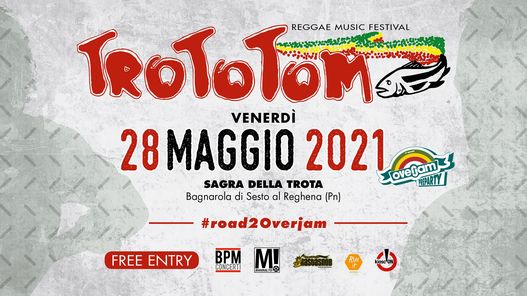 REGGAE MUSIC FESTIVAL
TROTOTOM
VENERDÌ
28 MAGGIO 2021
SAGRA DELLA TROTA
Bagnarola di Sesto al Reghena (Pn)
overjam
PARTY
#road2Overjam
FREE ENTRY
BPM
CONCERTI
M!